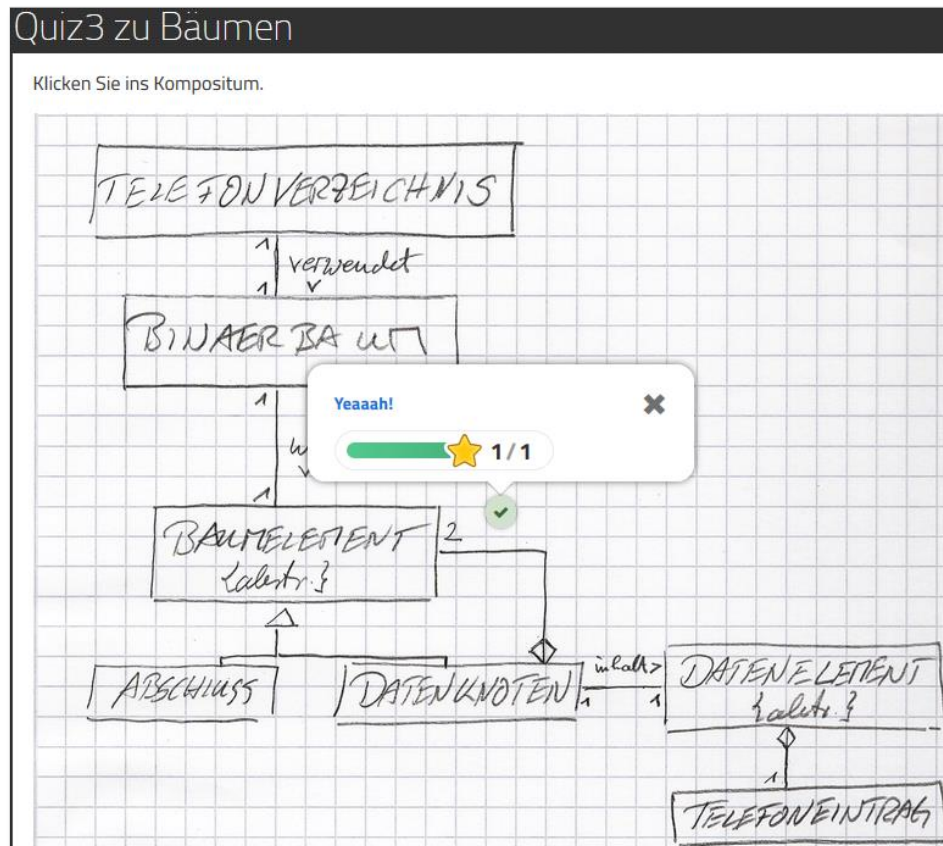 Quiz3 zu Bäumen
Klicken Sie ins Kompositum.
TELEFONVERZEICHNIS
1
verwendet
1
v
BINAERBAUM
1
Yeaaah!
1/1
w
v
1
BAUMELEMENT
2
{abstr.}
ABSCHLUSS
DATENKNOTEN
1
inhalt>
1
DATENELEMENT
{abstr.}
1
TELEFONEINTRAG